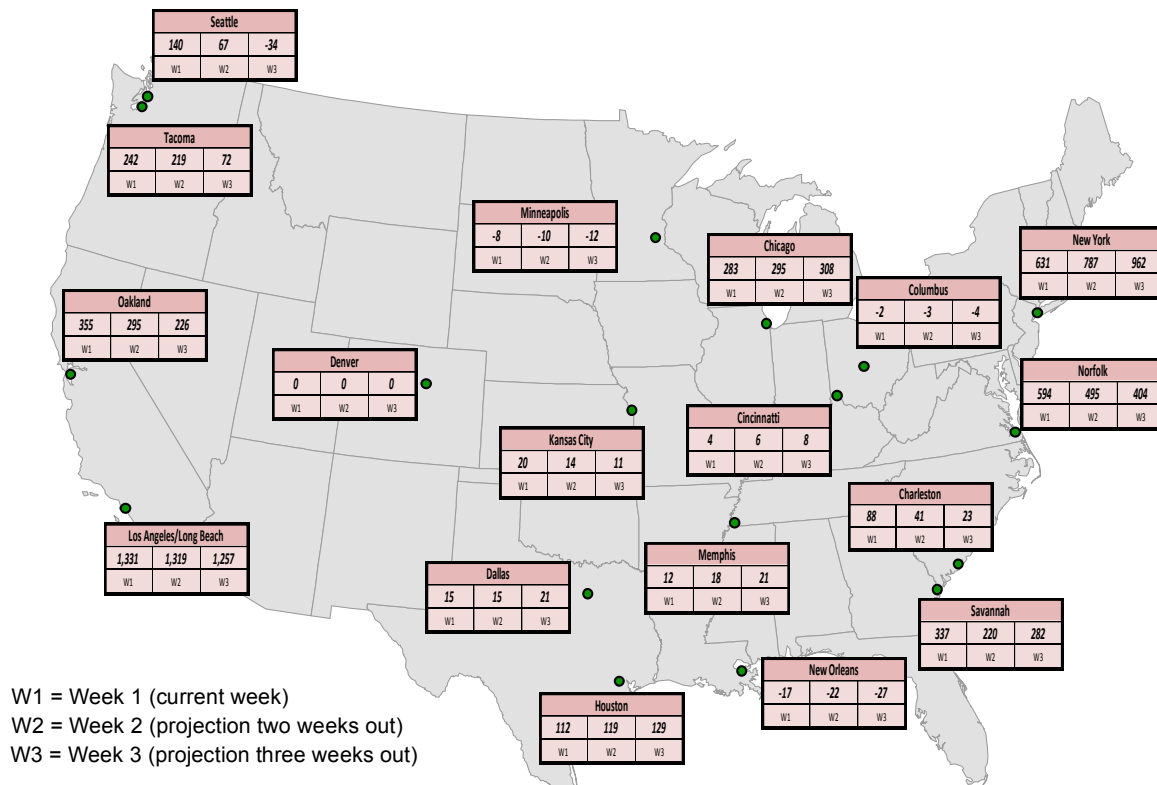 Seattle
140 67 -34
W1 W2 W3
Tacoma
242 219 72
W1 W2 W3
Minneapolis
-8 -10 -12
W1 W2 W3
Chicago
283 295 308
W1 W2 W3
New York
631 787 962
W1 W2 W3
Columbus
-2 -3 -4
W1 W2 W3
Oakland
355 295 226
W1 W2 W3
Denver
0 0 0
W1 W2 W3
Norfolk
594 495 404
W1 W2 W3
Cincinnatti
4 6 8
W1 W2 W3
Kansas City
20 14 11
W1 W2 W3
Charleston
88 41 23
W1 W2 W3
Los Angeles/Long Beach
1,331 1,319 1,257
W1 W2 W3
Memphis
12 18 21
W1 W2 W3
Dallas
15 15 21
W1 W2 W3
Savannah
337 220 282
W1 W2 W3
New Orleans
-17 -22 -27
W1 W2 W3
Houston
112 119 129
W1 W2 W3
W1 = Week 1 (current week)
W2 = Week 2 (projection two weeks out)
W3 = Week 3 (projection three weeks out)